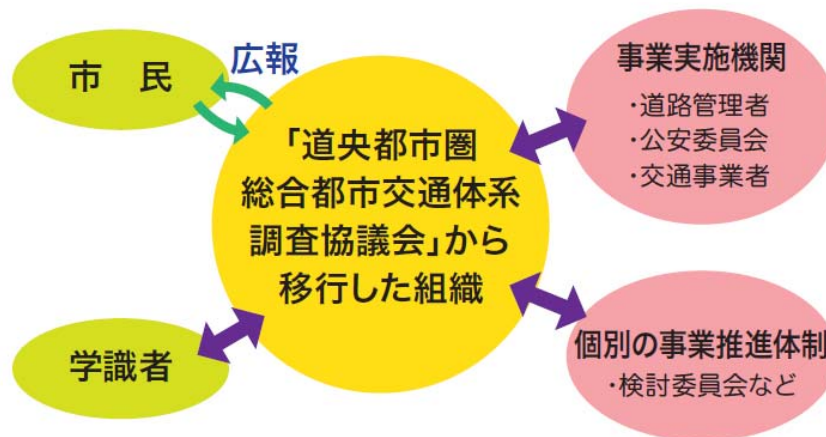 市　民
広報
「道央都市圏
総合都市交通体系
調査協議会」から
移行した組織
事業実施機関
・道路管理者
・公安委員会
・交通事業者
学識者
個別の事業推進体制
・検討委員会など